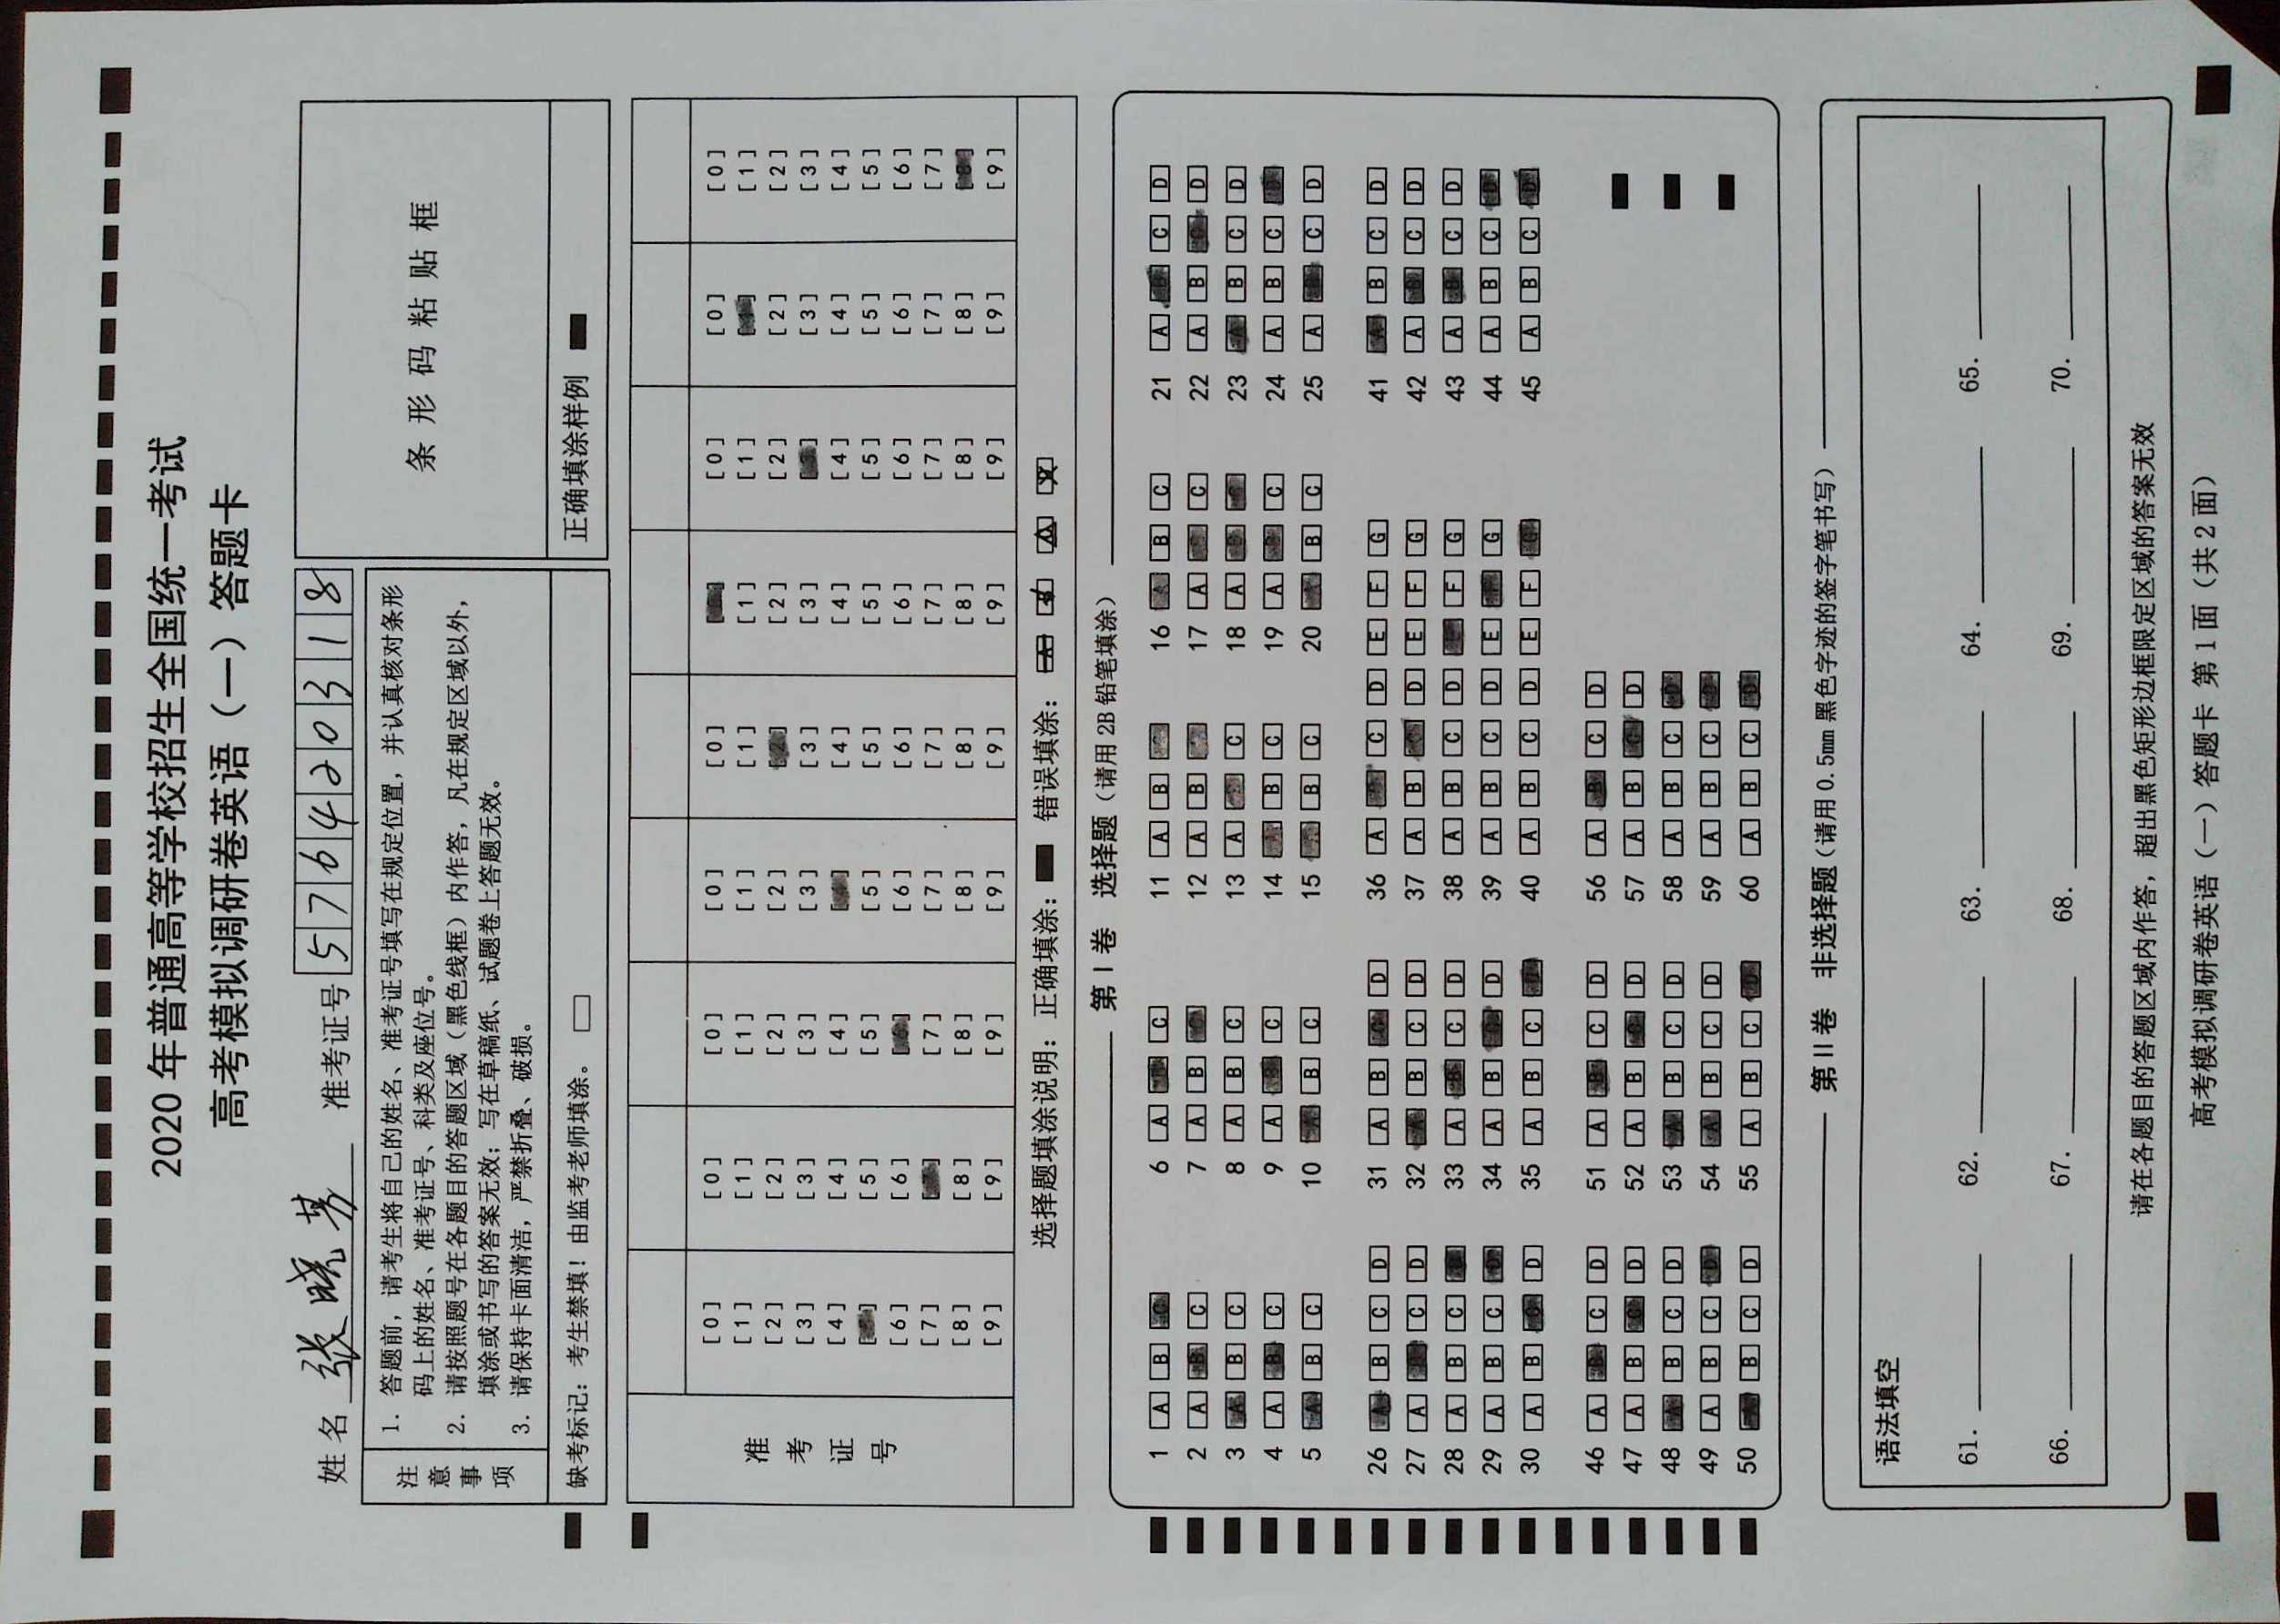 2020年普通高等学校招生全国统一考试
高考模拟调研卷英语（一）答题卡
姓名 张晓芳 准考证号 576420318
注意事项
1. 答题前，请考生将自己的姓名、准考证号填写在规定位置，并认真核对条形
码上的姓名、准考证号、科类及座位号。
2. 请按照题号在各题目的答题区域（黑色线框）内作答，凡在规定区域以外，
填涂或书写的答案无效；写在草稿纸、试题卷上答题无效。
3. 请保持卡面清洁，严禁折叠、破损。
缺考标记：考生禁填！由监考老师填涂。
条形码粘贴框
正确填涂样例
准考证号
[0] [0] [0] [0] [0] [0] [0] [0]
[1] [1] [1] [1] [1] [1] [1] [1]
[2] [2] [2] [2] [2] [2] [2] [2] [2]
[3] [3] [3] [3] [3] [3] [3] [3]
[4] [4] [4] [4] [4] [4] [4] [4] [4]
[5] [5] [5] [5] [5] [5] [5] [5]
[6] [6] [6] [6] [6] [6] [6] [6] [6]
[7] [7] [7] [7] [7] [7] [7] [7]
[8] [8] [8] [8] [8] [8] [8] [8] [8]
[9] [9] [9] [9] [9] [9] [9] [9] [9]
选择题填涂说明：正确填涂： 错误填涂：
第Ⅰ卷 选择题（请用2B铅笔填涂）
1 A B C 6 A B C 11 A B C 16 A B C 21 A B C D
2 A B C 7 A B C 12 A B 17 A B C 22 A B C D
3 A B C 8 A B C 13 A B C 18 A B C 23 A B C D
4 A B C 9 A B C 14 A B C 19 A B C 24 A B C D
5 A B C 10 A B C 15 A B C 20 A B C 25 A B C D
26 A B C D 31 A B C D 36 A B C D E F G 41 A B C D
27 A B C D 32 A B C D 37 A B C D E F G 42 A B C D
28 A B C D 33 A B C D 38 A B C D E F G 43 A B C D
29 A B C D 34 A B C D 39 A B C D E F G 44 A B C D
30 A B C D 35 A B C D 40 A B C D E F G 45 A B C D
46 A B C D 51 A B C D 56 A B C D
47 A B C D 52 A B C D 57 A B C D
48 A B C D 53 A B C D 58 A B C D
49 A B C D 54 A B C D 59 A B C D
50 A B C D 55 A B C D 60 A B C D
第Ⅱ卷 非选择题（请用0.5mm黑色字迹的签字笔书写）
语法填空
61. 62. 63. 64. 65.
66. 67. 68. 69. 70.
请在各题目的答题区域内作答，超出黑色矩形边框限定区域的答案无效
高考模拟调研卷英语（一）答题卡 第1面（共2面）